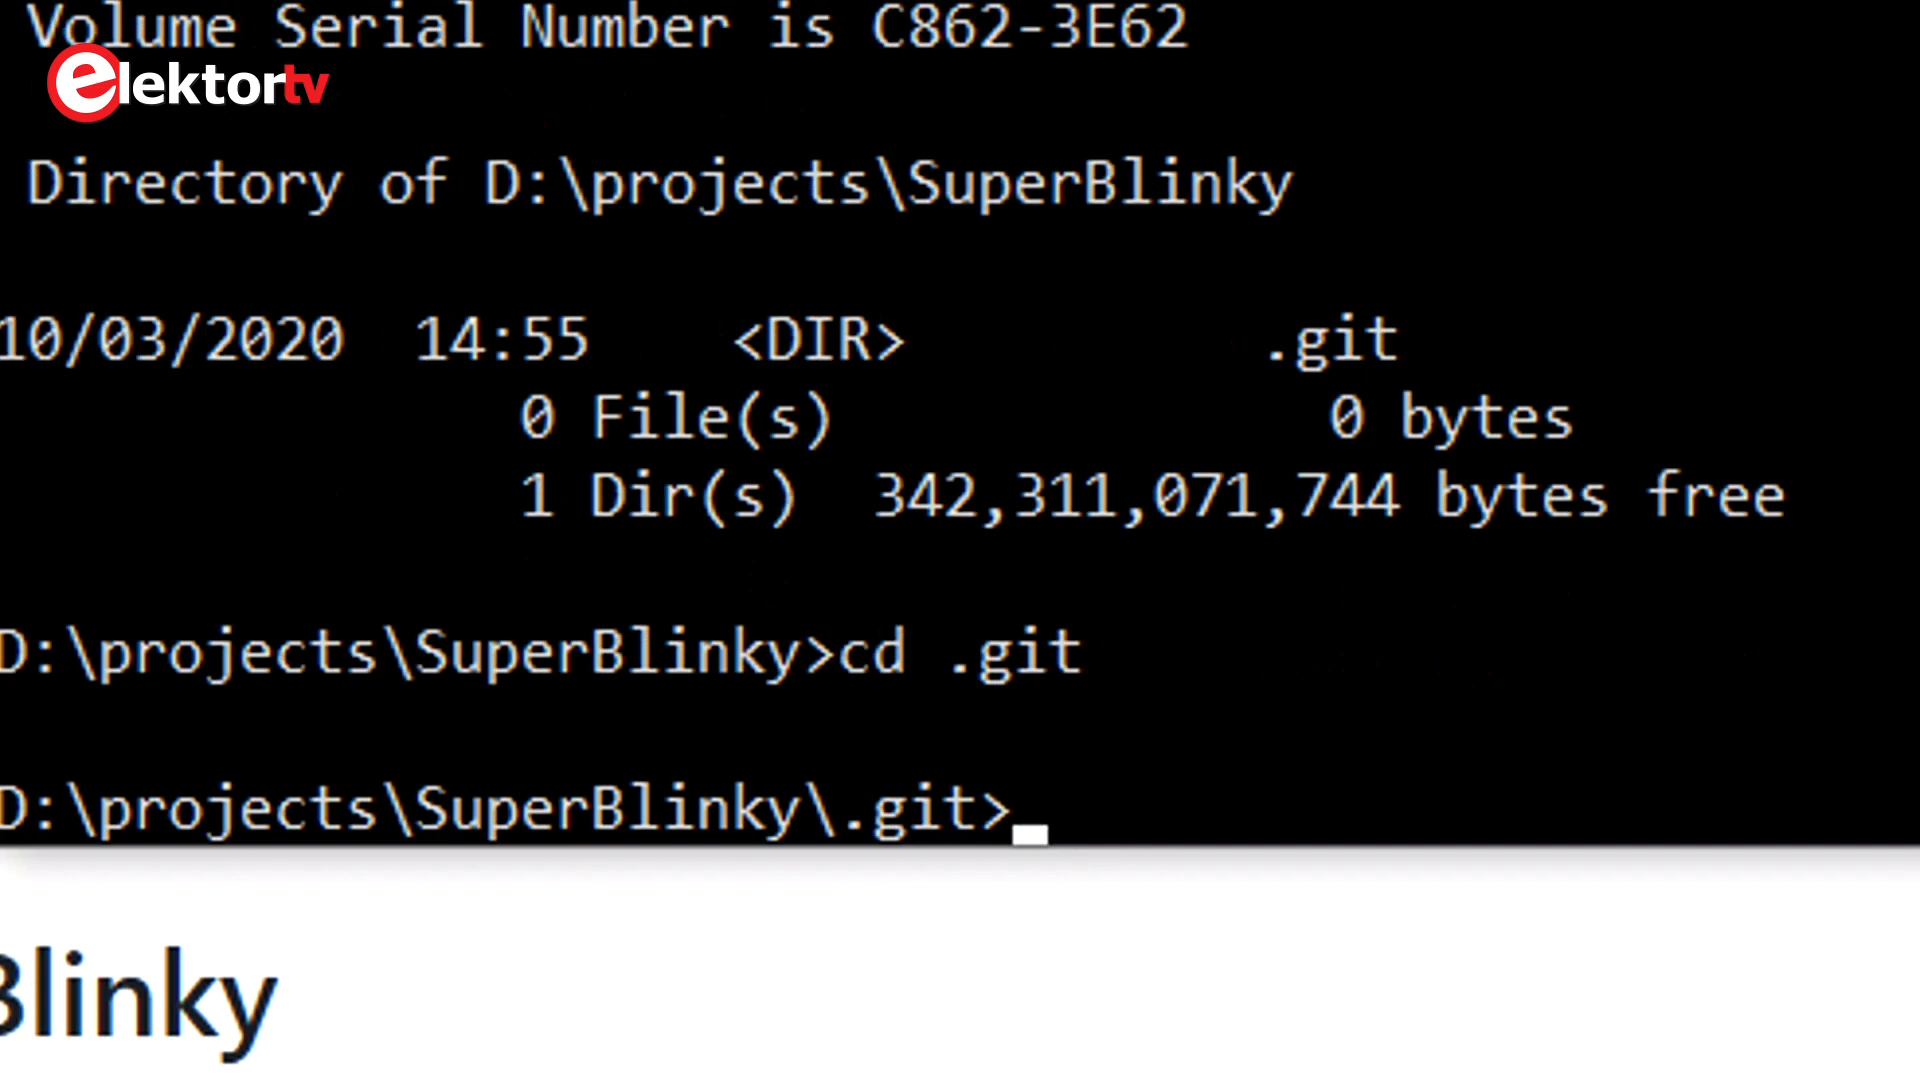 Volume Serial Number is C862-3E62
elektortv
Directory of D:\projects\SuperBlinky
10/03/2020 14:55 <DIR> .git
0 File(s) 0 bytes
1 Dir(s) 342,311,071,744 bytes free
D:\projects\SuperBlinky>cd .git
D:\projects\SuperBlinky\.git>
Blinky